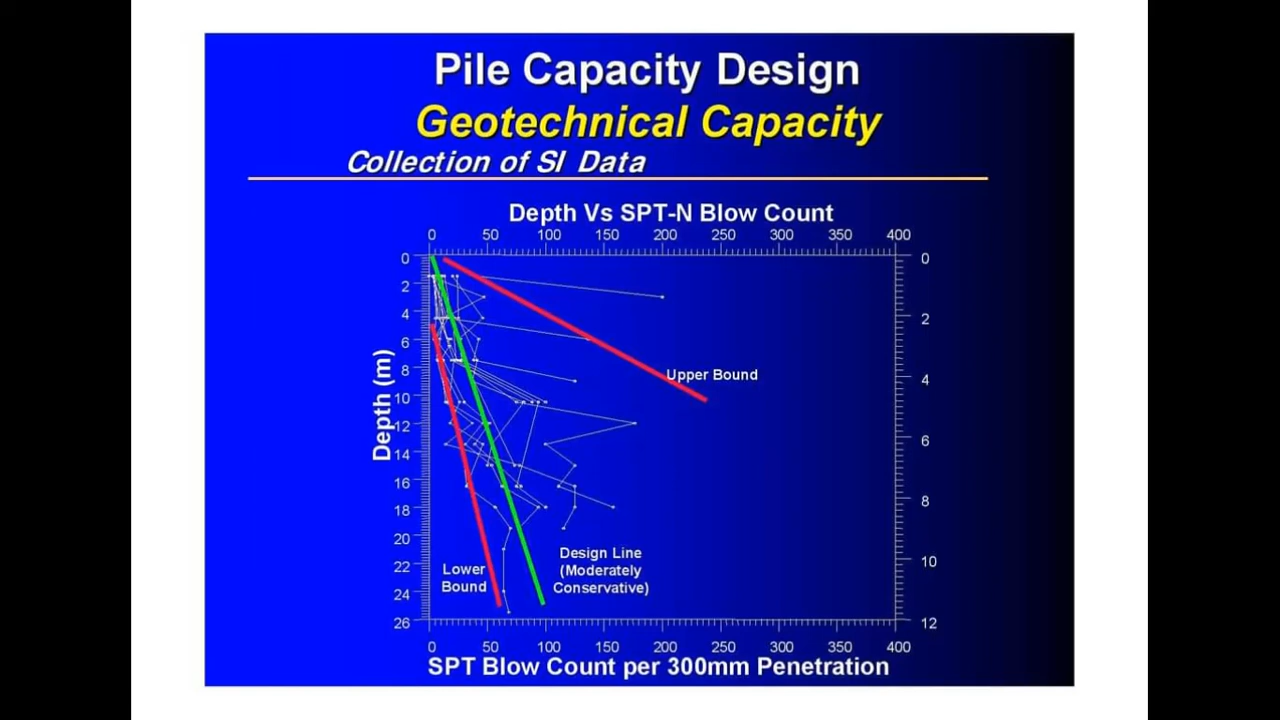 Pile Capacity Design
Geotechnical Capacity
Collection of SI Data
Depth Vs SPT-N Blow Count
0 50 100 150 200 250 300 350 400
0
2
4
6
8
10
12
14
16
18
20
22
24
26
Depth (m)
0
2
4
6
8
10
12
Upper Bound
Lower
Bound
Design Line
(Moderately
Conservative)
0 50 100 150 200 250 300 350 400
SPT Blow Count per 300mm Penetration